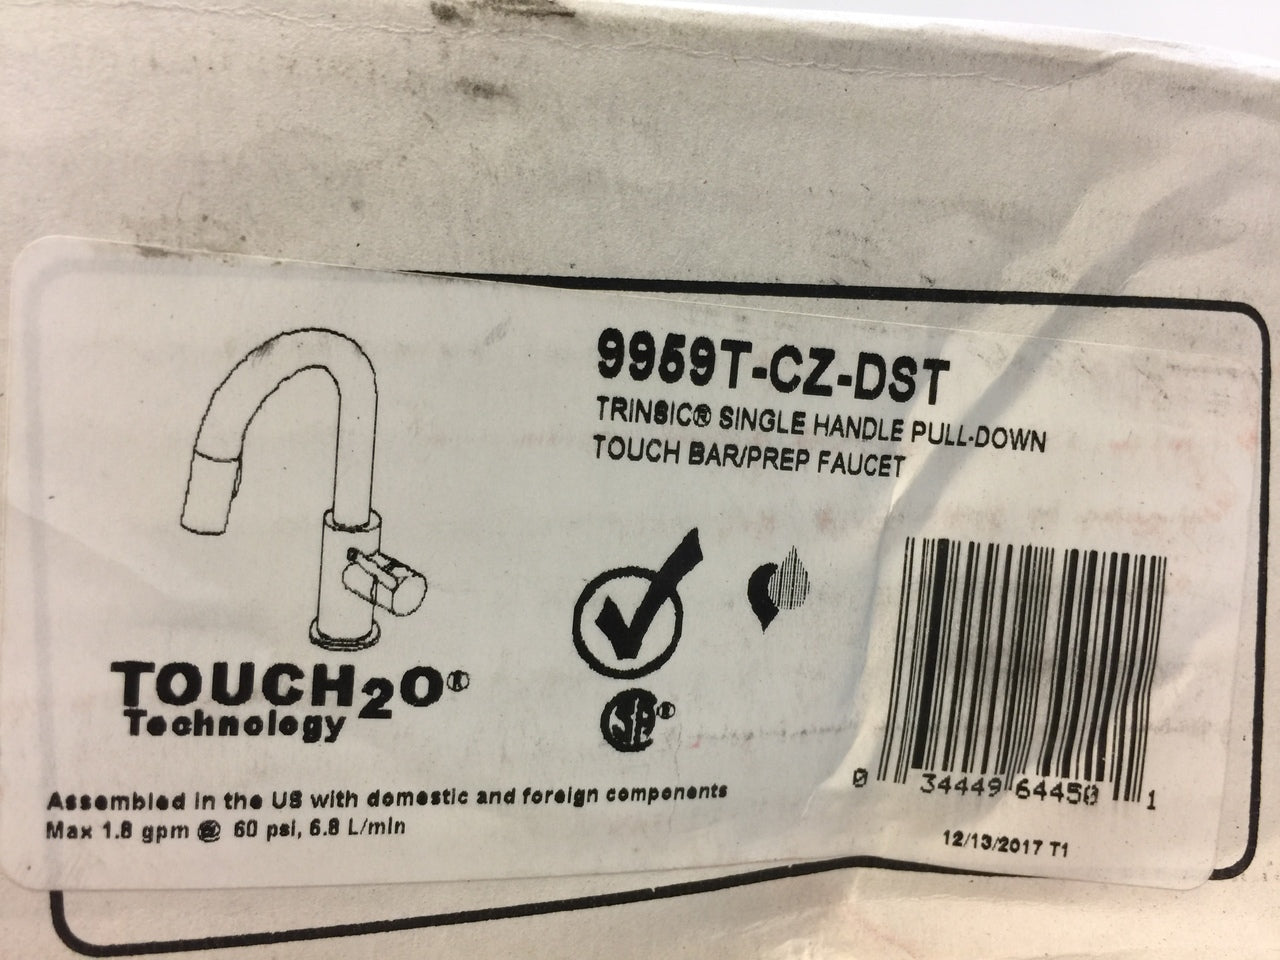 9959T-CZ-DST
TRINSIC® SINGLE HANDLE PULL-DOWN
TOUCH BAR/PREP FAUCET
TOUCH2O®
Technology
®
Assembled in the US with domestic and foreign components
Max 1.8 gpm @ 60 psi, 6.8 L/min
0 34449 64450 1
12/13/2017 T1